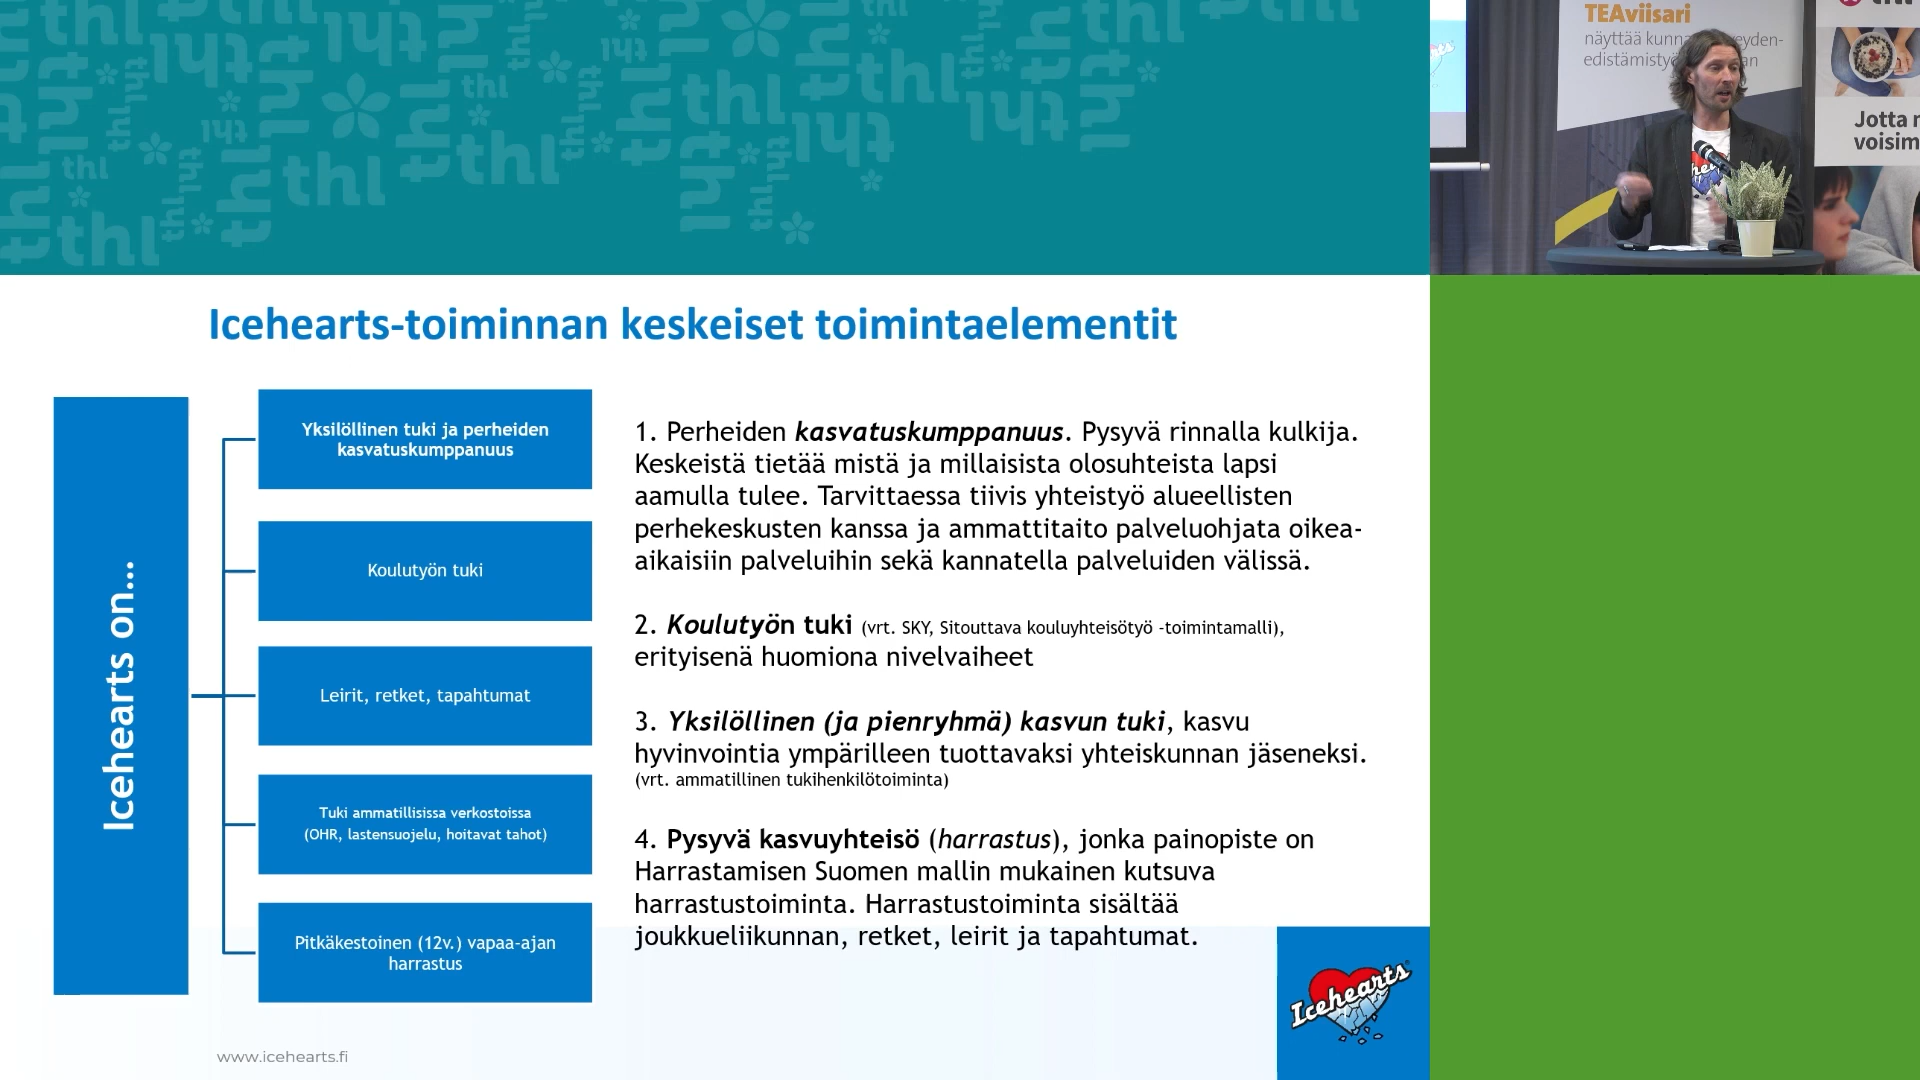 thl
TEAviisari
näyttää
Jotta
voisim
Icehearts-toiminnan keskeiset toimintaelementit
Icehearts on...
Yksilöllinen tuki ja perheiden
kasvatuskumppanuus
Koulutyön tuki
Leirit, retket, tapahtumat
Tuki ammatillisissa verkostoissa
(OHR, lastensuojelu, hoitavat tahot)
Pitkäkestoinen (12v.) vapaa-ajan
harrastus
1. Perheiden kasvatuskumppanuus. Pysyvä rinnalla kulkija.
Keskeistä tietää mistä ja millaisista olosuhteista lapsi
aamulla tulee. Tarvittaessa tiivis yhteistyö alueellisten
perhekeskusten kanssa ja ammattitaito palveluohjata oikea-
aikaisiin palveluihin sekä kannatella palveluiden välissä.
2. Koulutyön tuki (vrt. SKY, Sitouttava kouluyhteisötyö -toimintamalli),
erityisenä huomiona nivelvaiheet
3. Yksilöllinen (ja pienryhmä) kasvun tuki, kasvu
hyvinvointia ympärilleen tuottavaksi yhteiskunnan jäseneksi.
(vrt. ammatillinen tukihenkilötoiminta)
4. Pysyvä kasvuyhteisö (harrastus), jonka painopiste on
Harrastamisen Suomen mallin mukainen kutsuva
harrastustoiminta. Harrastustoiminta sisältää
joukkueliikunnan, retket, leirit ja tapahtumat.
Icehearts
www.icehearts.fi